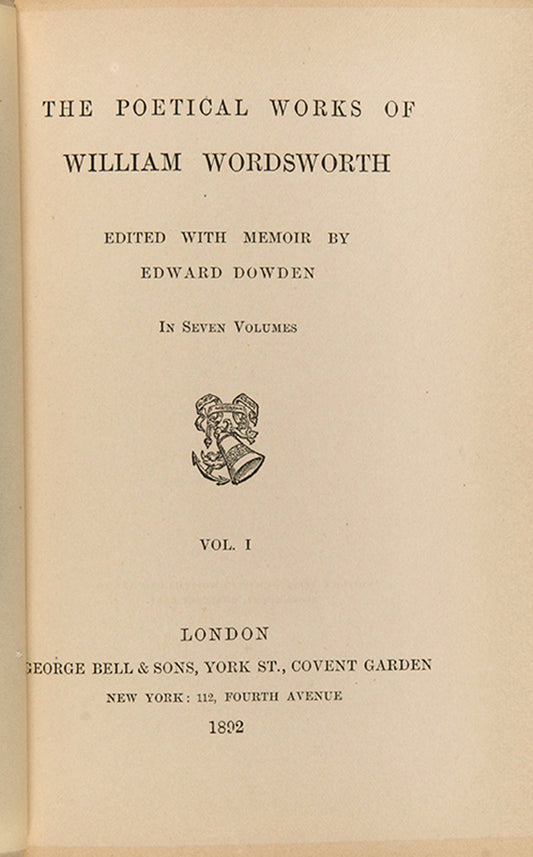 THE POETICAL WORKS OF
WILLIAM WORDSWORTH
EDITED WITH MEMOIR BY
EDWARD DOWDEN
IN SEVEN VOLUMES
VOL. I
LONDON
GEORGE BELL & SONS, YORK ST., COVENT GARDEN
NEW YORK: 112, FOURTH AVENUE
1892